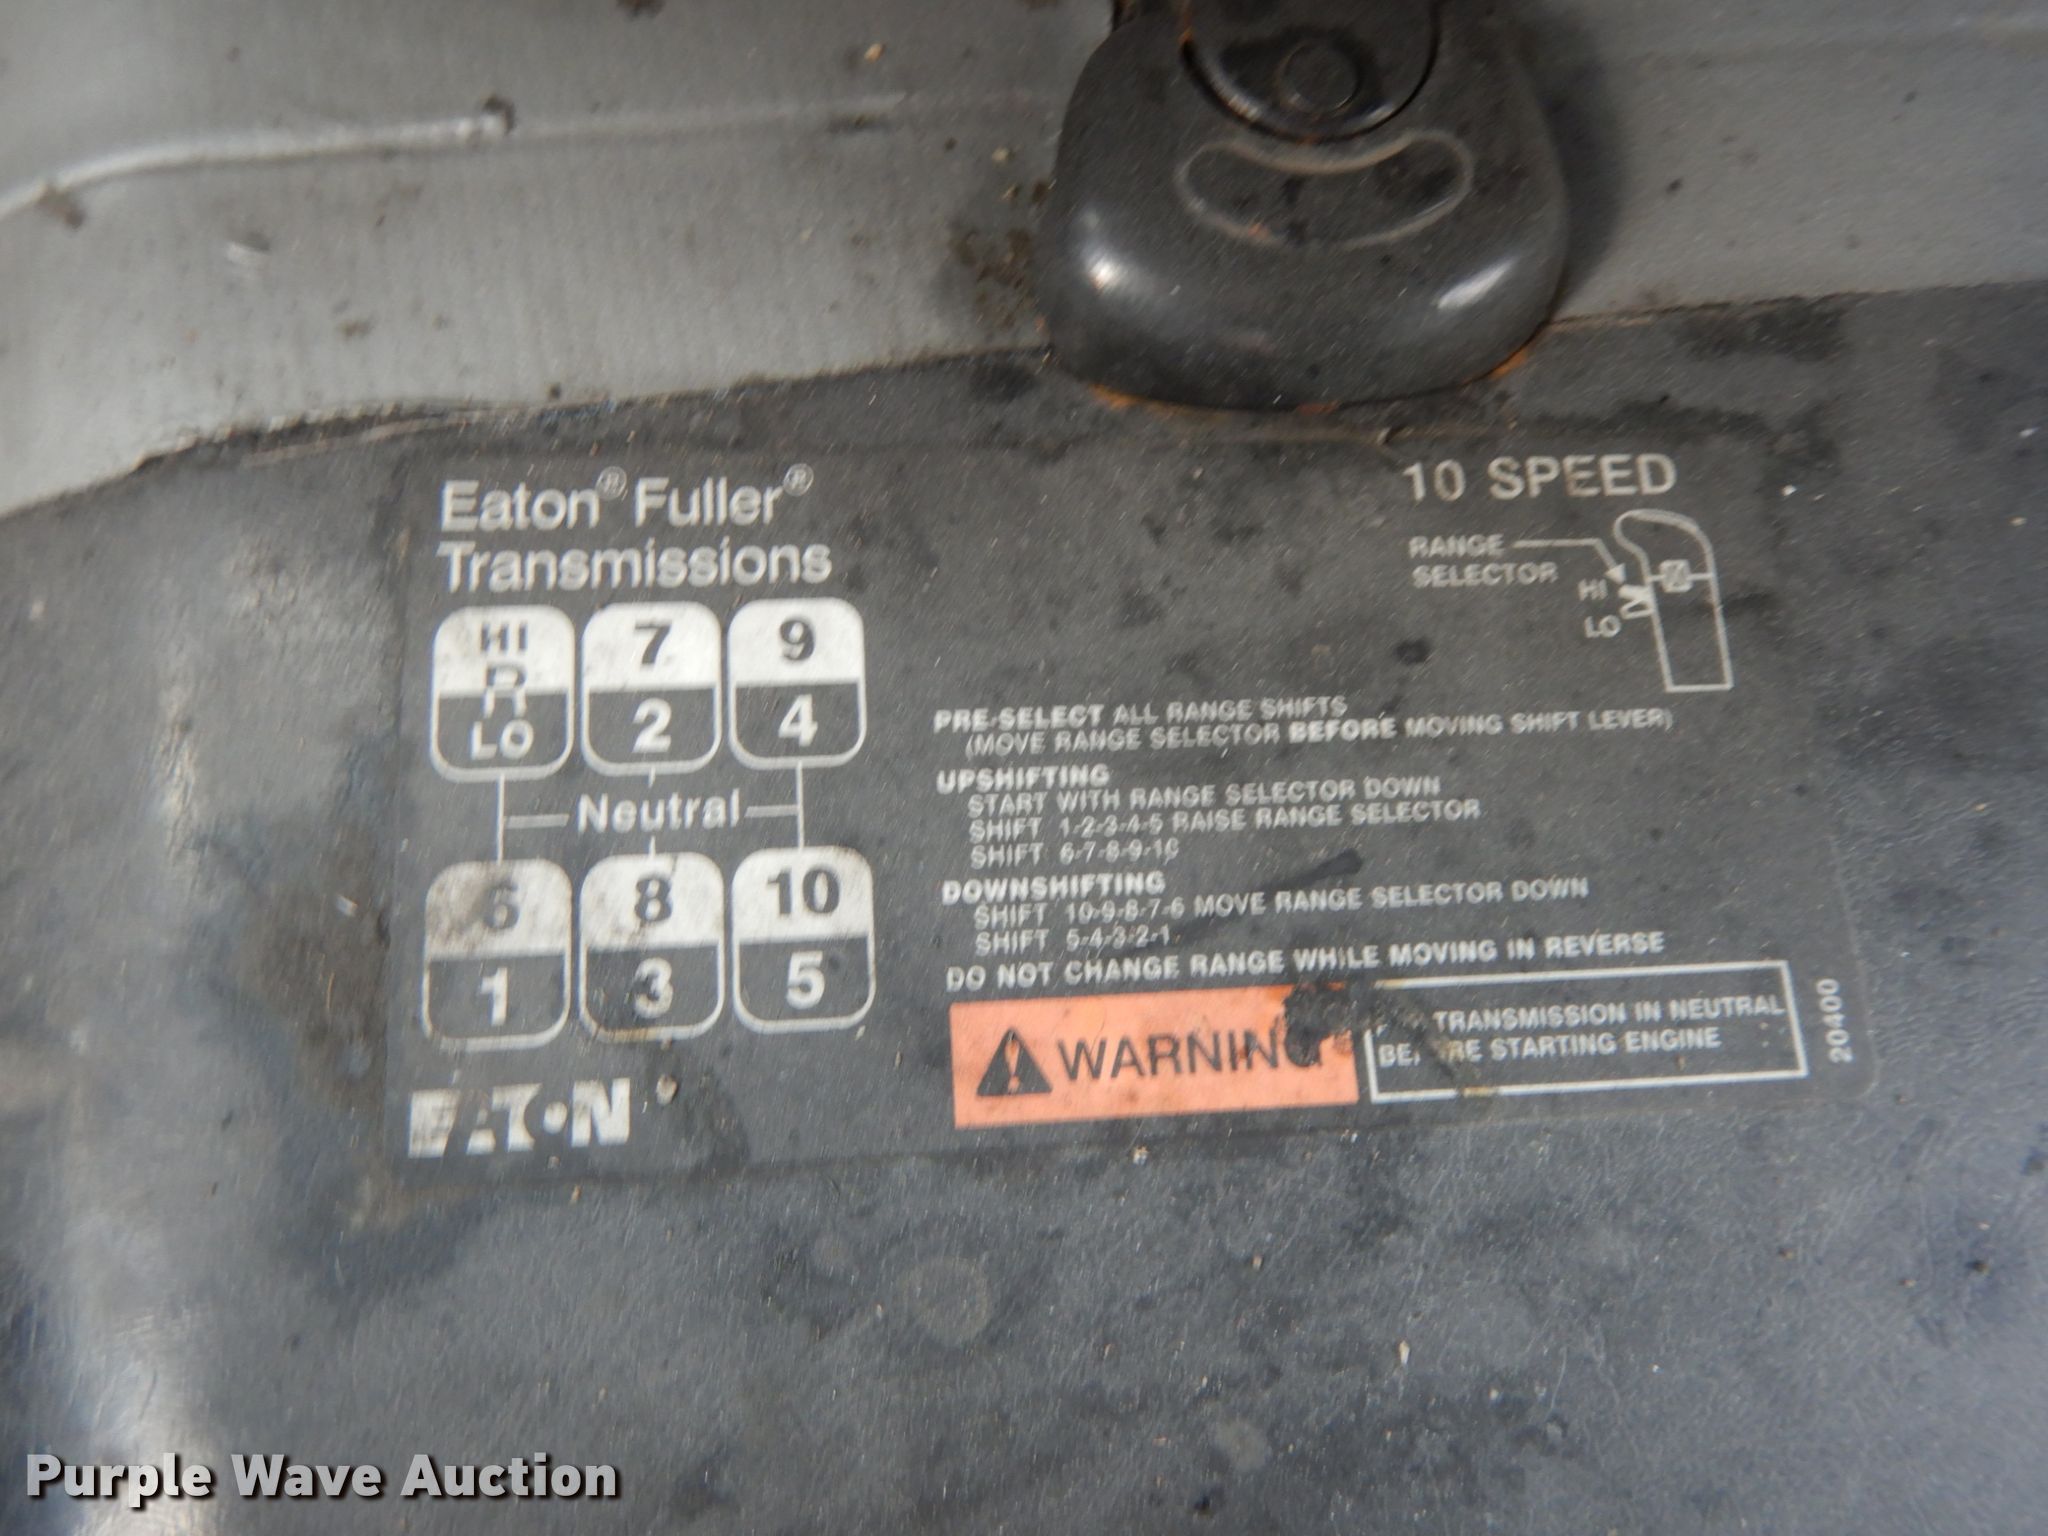 Eaton® Fuller®
Transmissions
10 SPEED
RANGE
SELECTOR
HI
LO
HI
R
LO
7
2
9
4
Neutral
6
1
8
3
10
5
EATON
PRE-SELECT ALL RANGE SHIFTS
(MOVE RANGE SELECTOR BEFORE MOVING SHIFT LEVER)
UPSHIFTING
START WITH RANGE SELECTOR DOWN
SHIFT 1-2-3-4-5 RAISE RANGE SELECTOR
SHIFT 6-7-8-9-10
DOWNSHIFTING
SHIFT 10-9-8-7-6 MOVE RANGE SELECTOR DOWN
SHIFT 5-4-3-2-1
DO NOT CHANGE RANGE WHILE MOVING IN REVERSE
WARNING
TRANSMISSION IN NEUTRAL
BEFORE STARTING ENGINE
20400
Purple Wave Auction